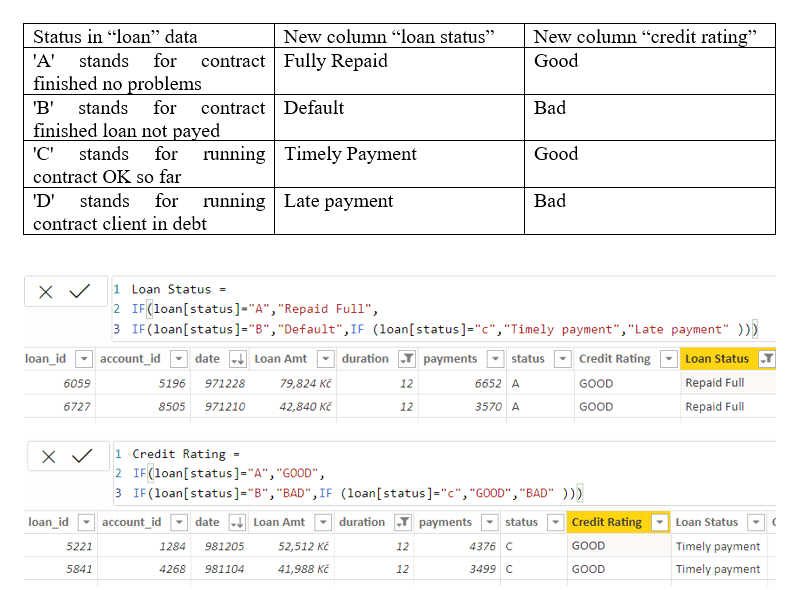 Status in “loan” data New column “loan status” New column “credit rating”
'A' stands for contract finished no problems Fully Repaid Good
'B' stands for contract finished loan not payed Default Bad
'C' stands for running contract OK so far Timely Payment Good
'D' stands for running contract client in debt Late payment Bad
1 Loan Status =
2 IF(loan[status]="A","Repaid Full",
3 IF(loan[status]="B","Default",IF (loan[status]="c","Timely payment","Late payment" )))
loan_id account_id date Loan Amt duration payments status Credit Rating Loan Status
6059 5196 971228 79,824 Kč 12 6652 A GOOD Repaid Full
6727 8505 971210 42,840 Kč 12 3570 A GOOD Repaid Full
1 Credit Rating =
2 IF(loan[status]="A","GOOD",
3 IF(loan[status]="B","BAD",IF (loan[status]="c","GOOD","BAD" )))
loan_id account_id date Loan Amt duration payments status Credit Rating Loan Status
5221 1284 981205 52,512 Kč 12 4376 C GOOD Timely payment
5841 4268 981104 41,988 Kč 12 3499 C GOOD Timely payment